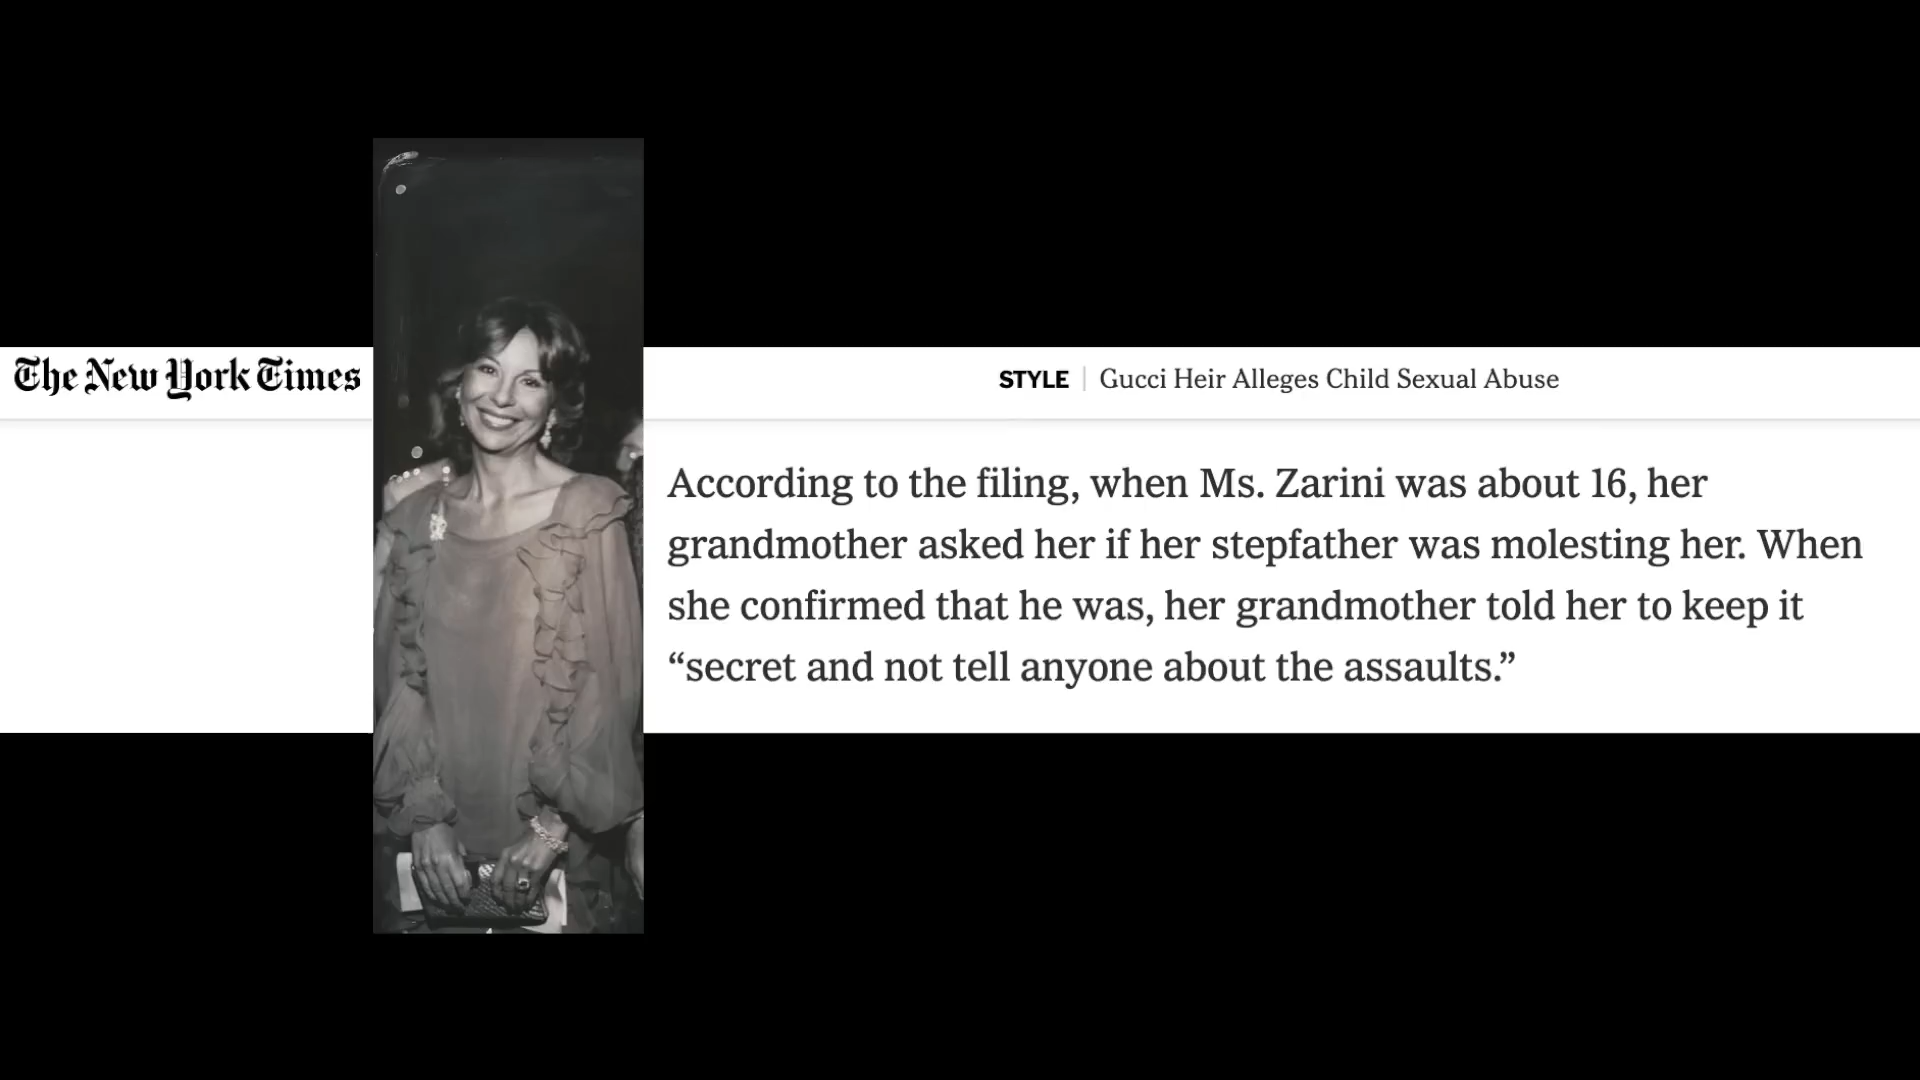 The New York Times
STYLE | Gucci Heir Alleges Child Sexual Abuse
According to the filing, when Ms. Zarini was about 16, her
grandmother asked her if her stepfather was molesting her. When
she confirmed that he was, her grandmother told her to keep it
“secret and not tell anyone about the assaults.”